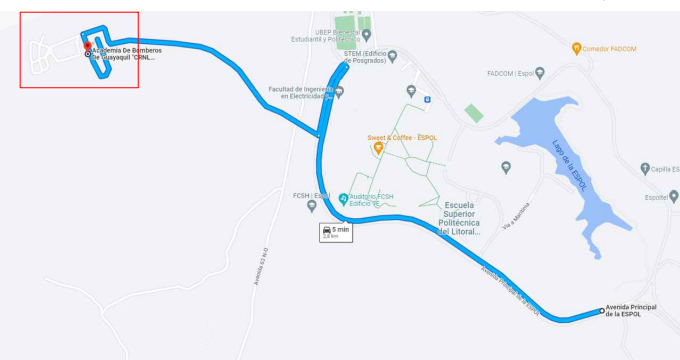 UBEP Bienestar
Estudiantil y Politécnico
Academia De Bomberos
De Guayaquil "CRNL...
STEM (Edificio
de Posgrados)
Comedor FADCOM
FADCOM | Espol
Facultad de Ingeniería
en Electricidad y...
Sweet & Coffee - ESPOL
Lago de la ESPOL
Capilla ES
FCSH | Espol
Auditorio FCSH
Edificio
Espoltel
Escuela
Superior
Politécnica
del Litoral...
Vía a Marítima
5 min
2,8 km
Avenida 63 N-O
Avenida Principal de la ESPOL
Avenida Principal
de la ESPOL